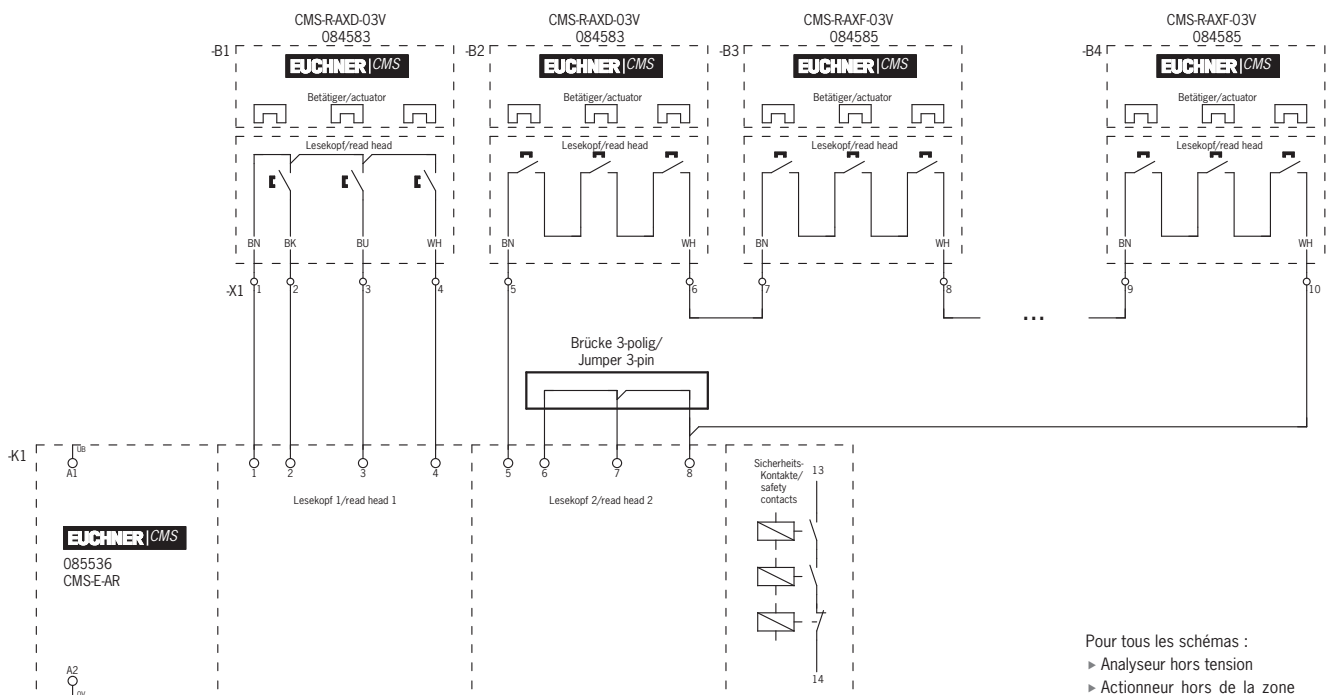 CMS-R-AXD-03V
084583
CMS-R-AXD-03V
084583
CMS-R-AXF-03V
084585
CMS-R-AXF-03V
084585
-B1
-B2
-B3
-B4
EUCHNER CMS
EUCHNER CMS
EUCHNER CMS
EUCHNER CMS
Betätiger/actuator
Betätiger/actuator
Betätiger/actuator
Betätiger/actuator
Lesekopf/read head
Lesekopf/read head
Lesekopf/read head
Lesekopf/read head
BN BK BU WH
BN WH
BN WH
BN WH
-X1 1 2 3 4 5 6 7 8 9 10
...
Brücke 3-polig/
Jumper 3-pin
-K1
UB
A1
1 2 3 4
5 6 7 8
Lesekopf 1/read head 1
Lesekopf 2/read head 2
Sicherheits-
Kontakte/
safety
contacts
13
EUCHNER CMS
085536
CMS-E-AR
14
A2
0V
Pour tous les schémas :
▸ Analyseur hors tension
▸ Actionneur hors de la zone